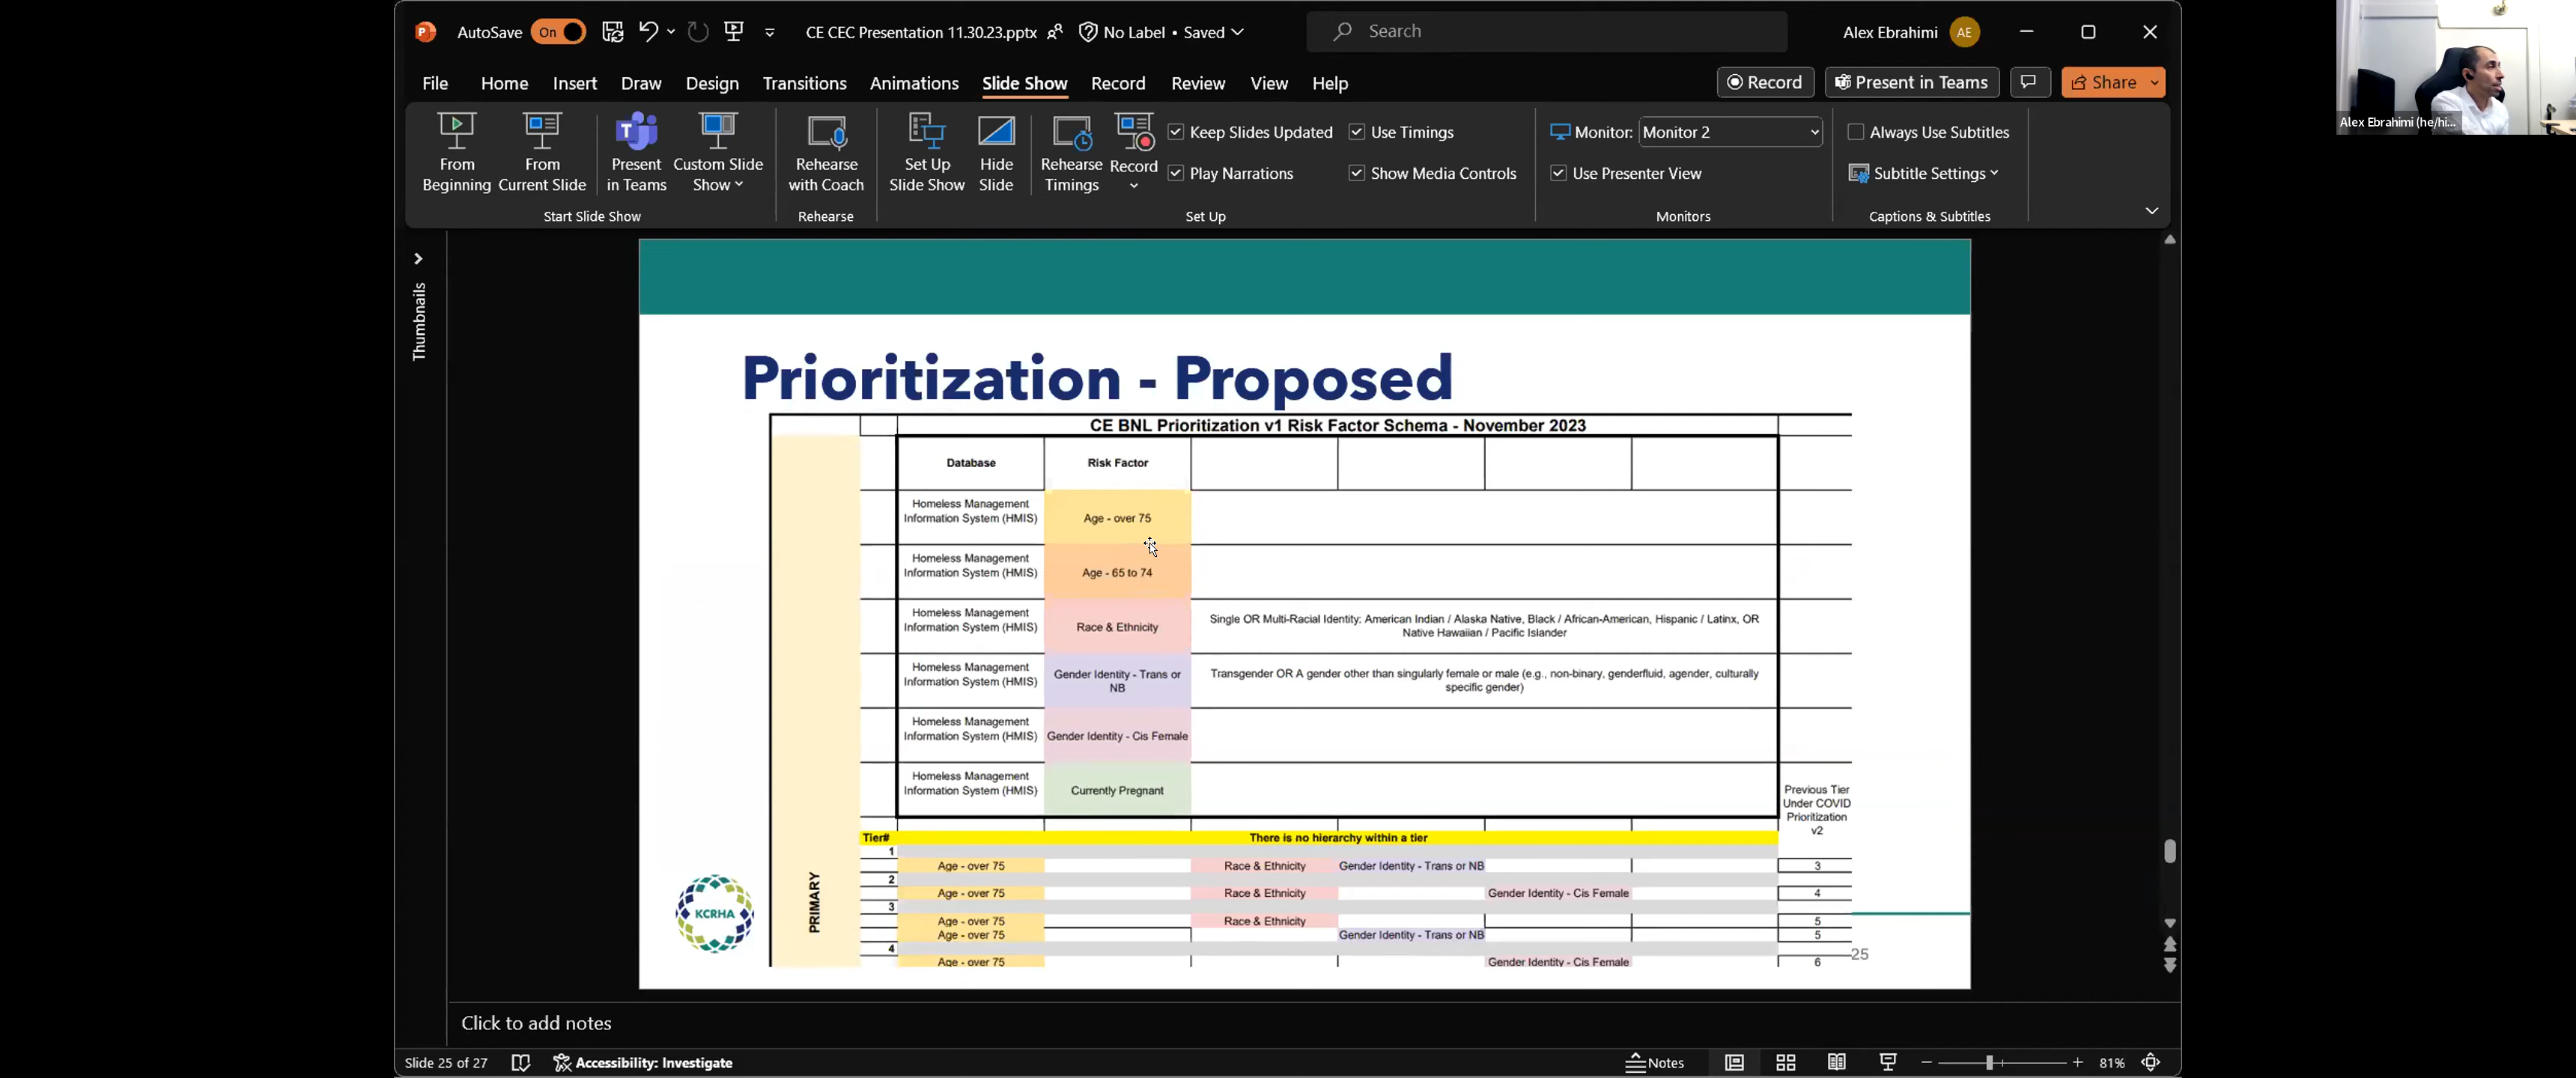 AutoSave On CE CEC Presentation 11.30.23.pptx No Label • Saved Search Alex Ebrahimi AE
File Home Insert Draw Design Transitions Animations Slide Show Record Review View Help Record Present in Teams Share
From Beginning
From Current Slide
Present in Teams
Custom Slide Show
Start Slide Show
Rehearse with Coach
Rehearse
Set Up Slide Show
Hide Slide
Rehearse Timings
Record
Keep Slides Updated
Play Narrations
Use Timings
Show Media Controls
Set Up
Monitor: Monitor 2
Use Presenter View
Monitors
Always Use Subtitles
Subtitle Settings
Captions & Subtitles
Alex Ebrahimi (he/hi...
Thumbnails
Prioritization - Proposed
CE BNL Prioritization v1 Risk Factor Schema - November 2023
Database Risk Factor
Homeless Management
Information System (HMIS)
Age - over 75
Homeless Management
Information System (HMIS)
Age - 65 to 74
Homeless Management
Information System (HMIS)
Race & Ethnicity
Single OR Multi-Racial Identity: American Indian / Alaska Native, Black / African-American, Hispanic / Latinx, OR
Native Hawaiian / Pacific Islander
Homeless Management
Information System (HMIS)
Gender Identity - Trans or
NB
Transgender OR A gender other than singularly female or male (e.g., non-binary, genderfluid, agender, culturally
specific gender)
Homeless Management
Information System (HMIS)
Gender Identity - Cis Female
Homeless Management
Information System (HMIS)
Currently Pregnant
Previous Tier
Under COVID
Prioritization
v2
Tier# There is no hierarchy within a tier
1
Age - over 75 Race & Ethnicity Gender Identity - Trans or NB 3
2
Age - over 75 Race & Ethnicity Gender Identity - Cis Female 4
3
Age - over 75 Race & Ethnicity 5
Age - over 75 Gender Identity - Trans or NB 5
4
Age - over 75 Gender Identity - Cis Female 6
PRIMARY
KCRHA
25
Click to add notes
Slide 25 of 27 Accessibility: Investigate Notes 81%